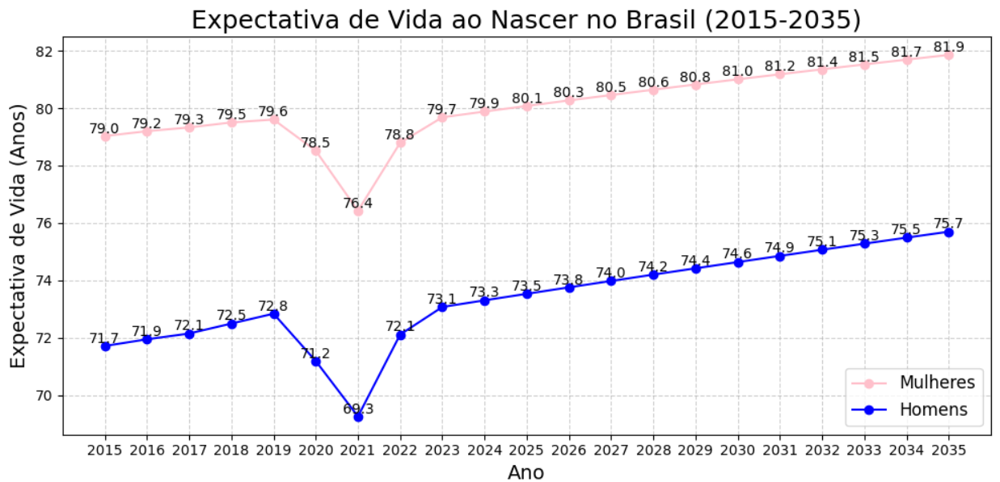 Expectativa de Vida ao Nascer no Brasil (2015-2035)
Expectativa de Vida (Anos)
82
80
78
76
74
72
70
79.0 79.2 79.3 79.5 79.6 78.5 76.4 78.8 79.7 79.9 80.1 80.3 80.5 80.6 80.8 81.0 81.2 81.4 81.5 81.7 81.9
71.7 71.9 72.1 72.5 72.8 71.2 69.3 72.1 73.1 73.3 73.5 73.8 74.0 74.2 74.4 74.6 74.9 75.1 75.3 75.5 75.7
Mulheres
Homens
2015 2016 2017 2018 2019 2020 2021 2022 2023 2024 2025 2026 2027 2028 2029 2030 2031 2032 2033 2034 2035
Ano